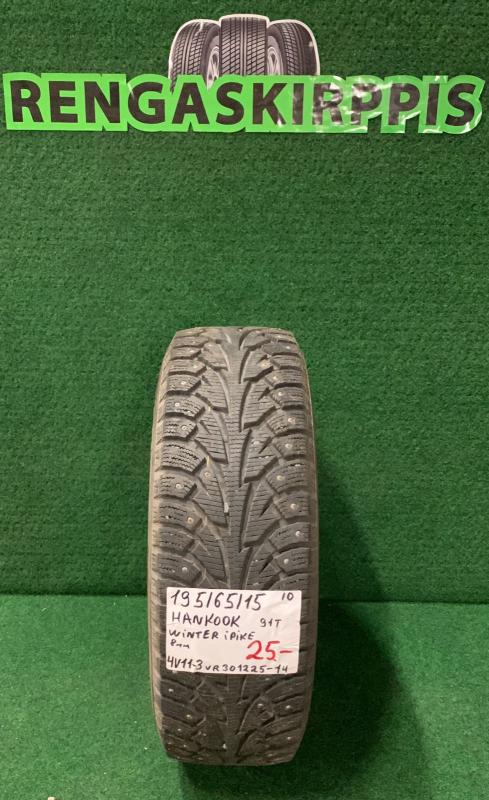 RENGASKIRPPIS
195/65/15 10
HANKOOK 91T
WINTER iPIKE
8mm 25:-
4V11-3 VR301225-14